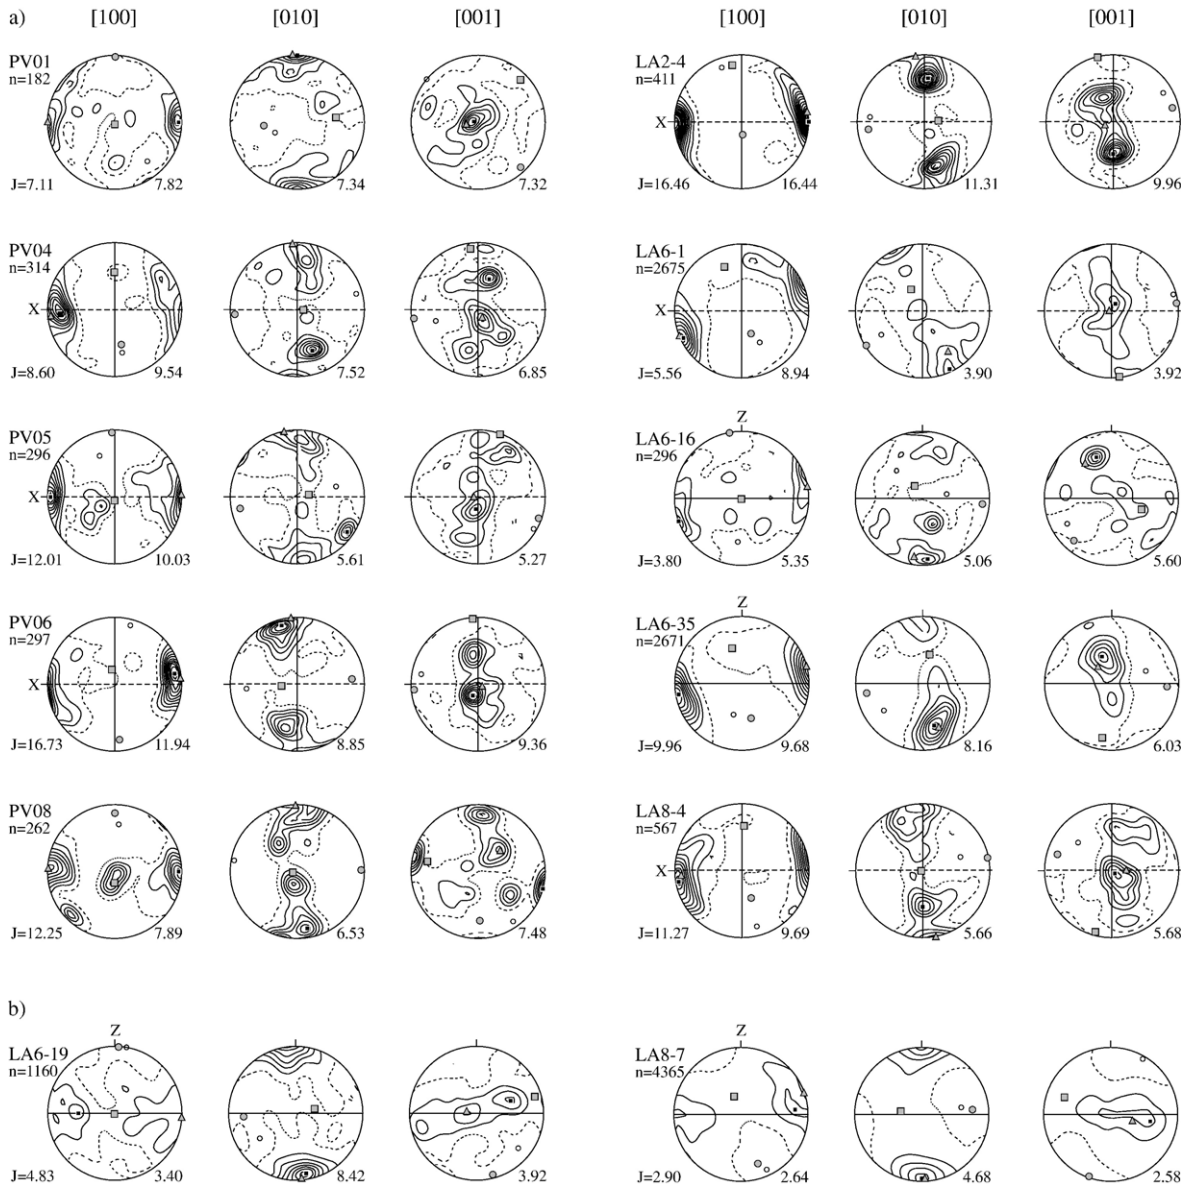 a) [100] [010] [001] [100] [010] [001]
PV01
n=182
J=7.11 7.82 7.34 7.32
LA2-4
n=411
X
J=16.46 16.44 11.31 9.96
PV04
n=314
X
J=8.60 9.54 7.52 6.85
LA6-1
n=2675
J=5.56 8.94 3.90 3.92
PV05
n=296
X
J=12.01 10.03 5.61 5.27
Z
LA6-16
n=296
J=3.80 5.35 5.06 5.60
PV06
n=297
X
J=16.73 11.94 8.85 9.36
Z
LA6-35
n=2671
J=9.96 9.68 8.16 6.03
PV08
n=262
J=12.25 7.89 6.53 7.48
LA8-4
n=567
X
J=11.27 9.69 5.66 5.68
b)
Z
LA6-19
n=1160
J=4.83 3.40 8.42 3.92
Z
LA8-7
n=4365
J=2.90 2.64 4.68 2.58